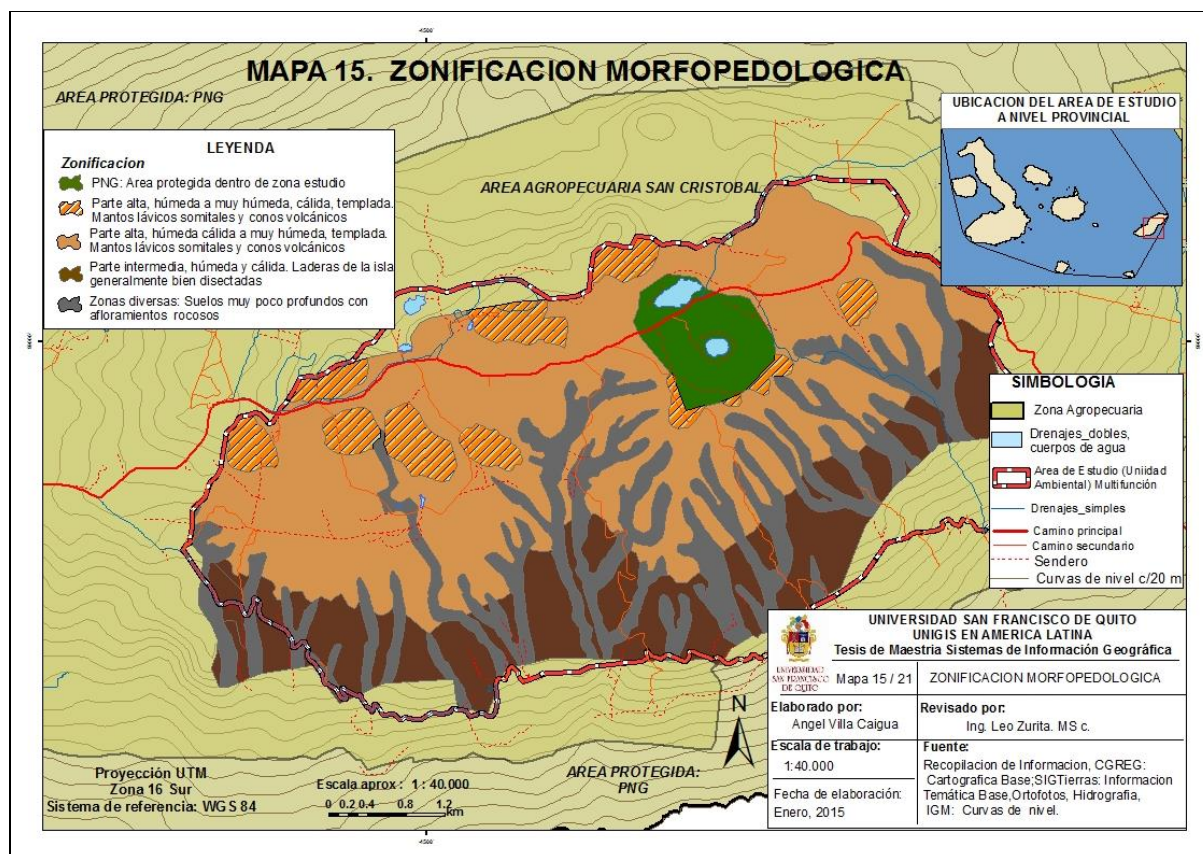 MAPA 15. ZONIFICACION MORFOPEDOLOGICA
AREA PROTEGIDA: PNG
LEYENDA
Zonificacion
PNG: Area protegida dentro de zona estudio
Parte alta, húmeda a muy húmeda, cálida, templada.
Mantos lávicos somitales y conos volcánicos
Parte alta, húmeda cálida a muy húmeda, templada.
Mantos lávicos somitales y conos volcánicos
Parte intermedia, húmeda y cálida. Laderas de la isla
generalmente bien disectadas
Zonas diversas: Suelos muy poco profundos con
afloramientos rocosos
AREA AGROPECUARIA SAN CRISTOBAL
UBICACION DEL AREA DE ESTUDIO
A NIVEL PROVINCIAL
SIMBOLOGIA
Zona Agropecuaria
Drenajes_dobles,
cuerpos de agua
Area de Estudio (Uniidad
Ambiental) Multifunción
Drenajes_simples
Camino principal
Camino secundario
Sendero
Curvas de nivel c/20 m
UNIVERSIDAD SAN FRANCISCO DE QUITO
UNIGIS EN AMERICA LATINA
Tesis de Maestria Sistemas de Información Geográfica
UNIVERSIDAD
SAN FRANCISCO
DE QUITO
Mapa 15 / 21
ZONIFICACION MORFOPEDOLOGICA
Elaborado por:
Angel Villa Caigua
Revisado por:
Ing. Leo Zurita. MS c.
Escala de trabajo:
1:40.000
Fecha de elaboración:
Enero, 2015
Fuente:
Recopilacion de Informacion, CGREG:
Cartografica Base;SIGTierras: Informacion
Temática Base,Ortofotos, Hidrografia,
IGM: Curvas de nivel.
N
AREA PROTEGIDA:
PNG
Proyección UTM
Zona 16 Sur
Sistema de referencia: WGS 84
Escala aprox : 1 : 40.000
0 0.2 0.4 0.8 1.2
km